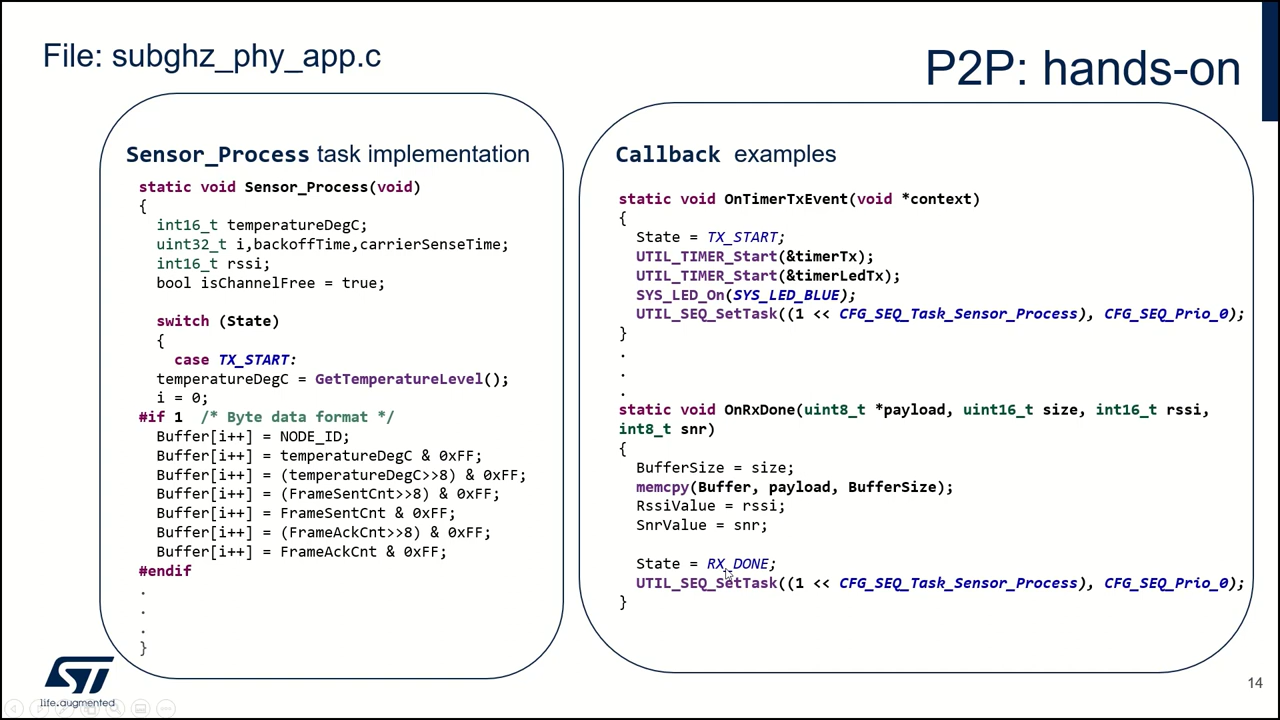 File: subghz_phy_app.c
P2P: hands-on
Sensor_Process task implementation
static void Sensor_Process(void)
{
int16_t temperatureDegC;
uint32_t i,backoffTime,carrierSenseTime;
int16_t rssi;
bool isChannelFree = true;
switch (State)
{
case TX_START:
temperatureDegC = GetTemperatureLevel();
i = 0;
#if 1 /* Byte data format */
Buffer[i++] = NODE_ID;
Buffer[i++] = temperatureDegC & 0xFF;
Buffer[i++] = (temperatureDegC>>8) & 0xFF;
Buffer[i++] = (FrameSentCnt>>8) & 0xFF;
Buffer[i++] = FrameSentCnt & 0xFF;
Buffer[i++] = (FrameAckCnt>>8) & 0xFF;
Buffer[i++] = FrameAckCnt & 0xFF;
#endif
.
.
.
}
Callback examples
static void OnTimerTxEvent(void *context)
{
State = TX_START;
UTIL_TIMER_Start(&timerTx);
UTIL_TIMER_Start(&timerLedTx);
SYS_LED_On(SYS_LED_BLUE);
UTIL_SEQ_SetTask((1 << CFG_SEQ_Task_Sensor_Process), CFG_SEQ_Prio_0);
}
.
.
.
static void OnRxDone(uint8_t *payload, uint16_t size, int16_t rssi,
int8_t snr)
{
BufferSize = size;
memcpy(Buffer, payload, BufferSize);
RssiValue = rssi;
SnrValue = snr;
State = RX_DONE;
UTIL_SEQ_SetTask((1 << CFG_SEQ_Task_Sensor_Process), CFG_SEQ_Prio_0);
}
ST
life.augmented
14